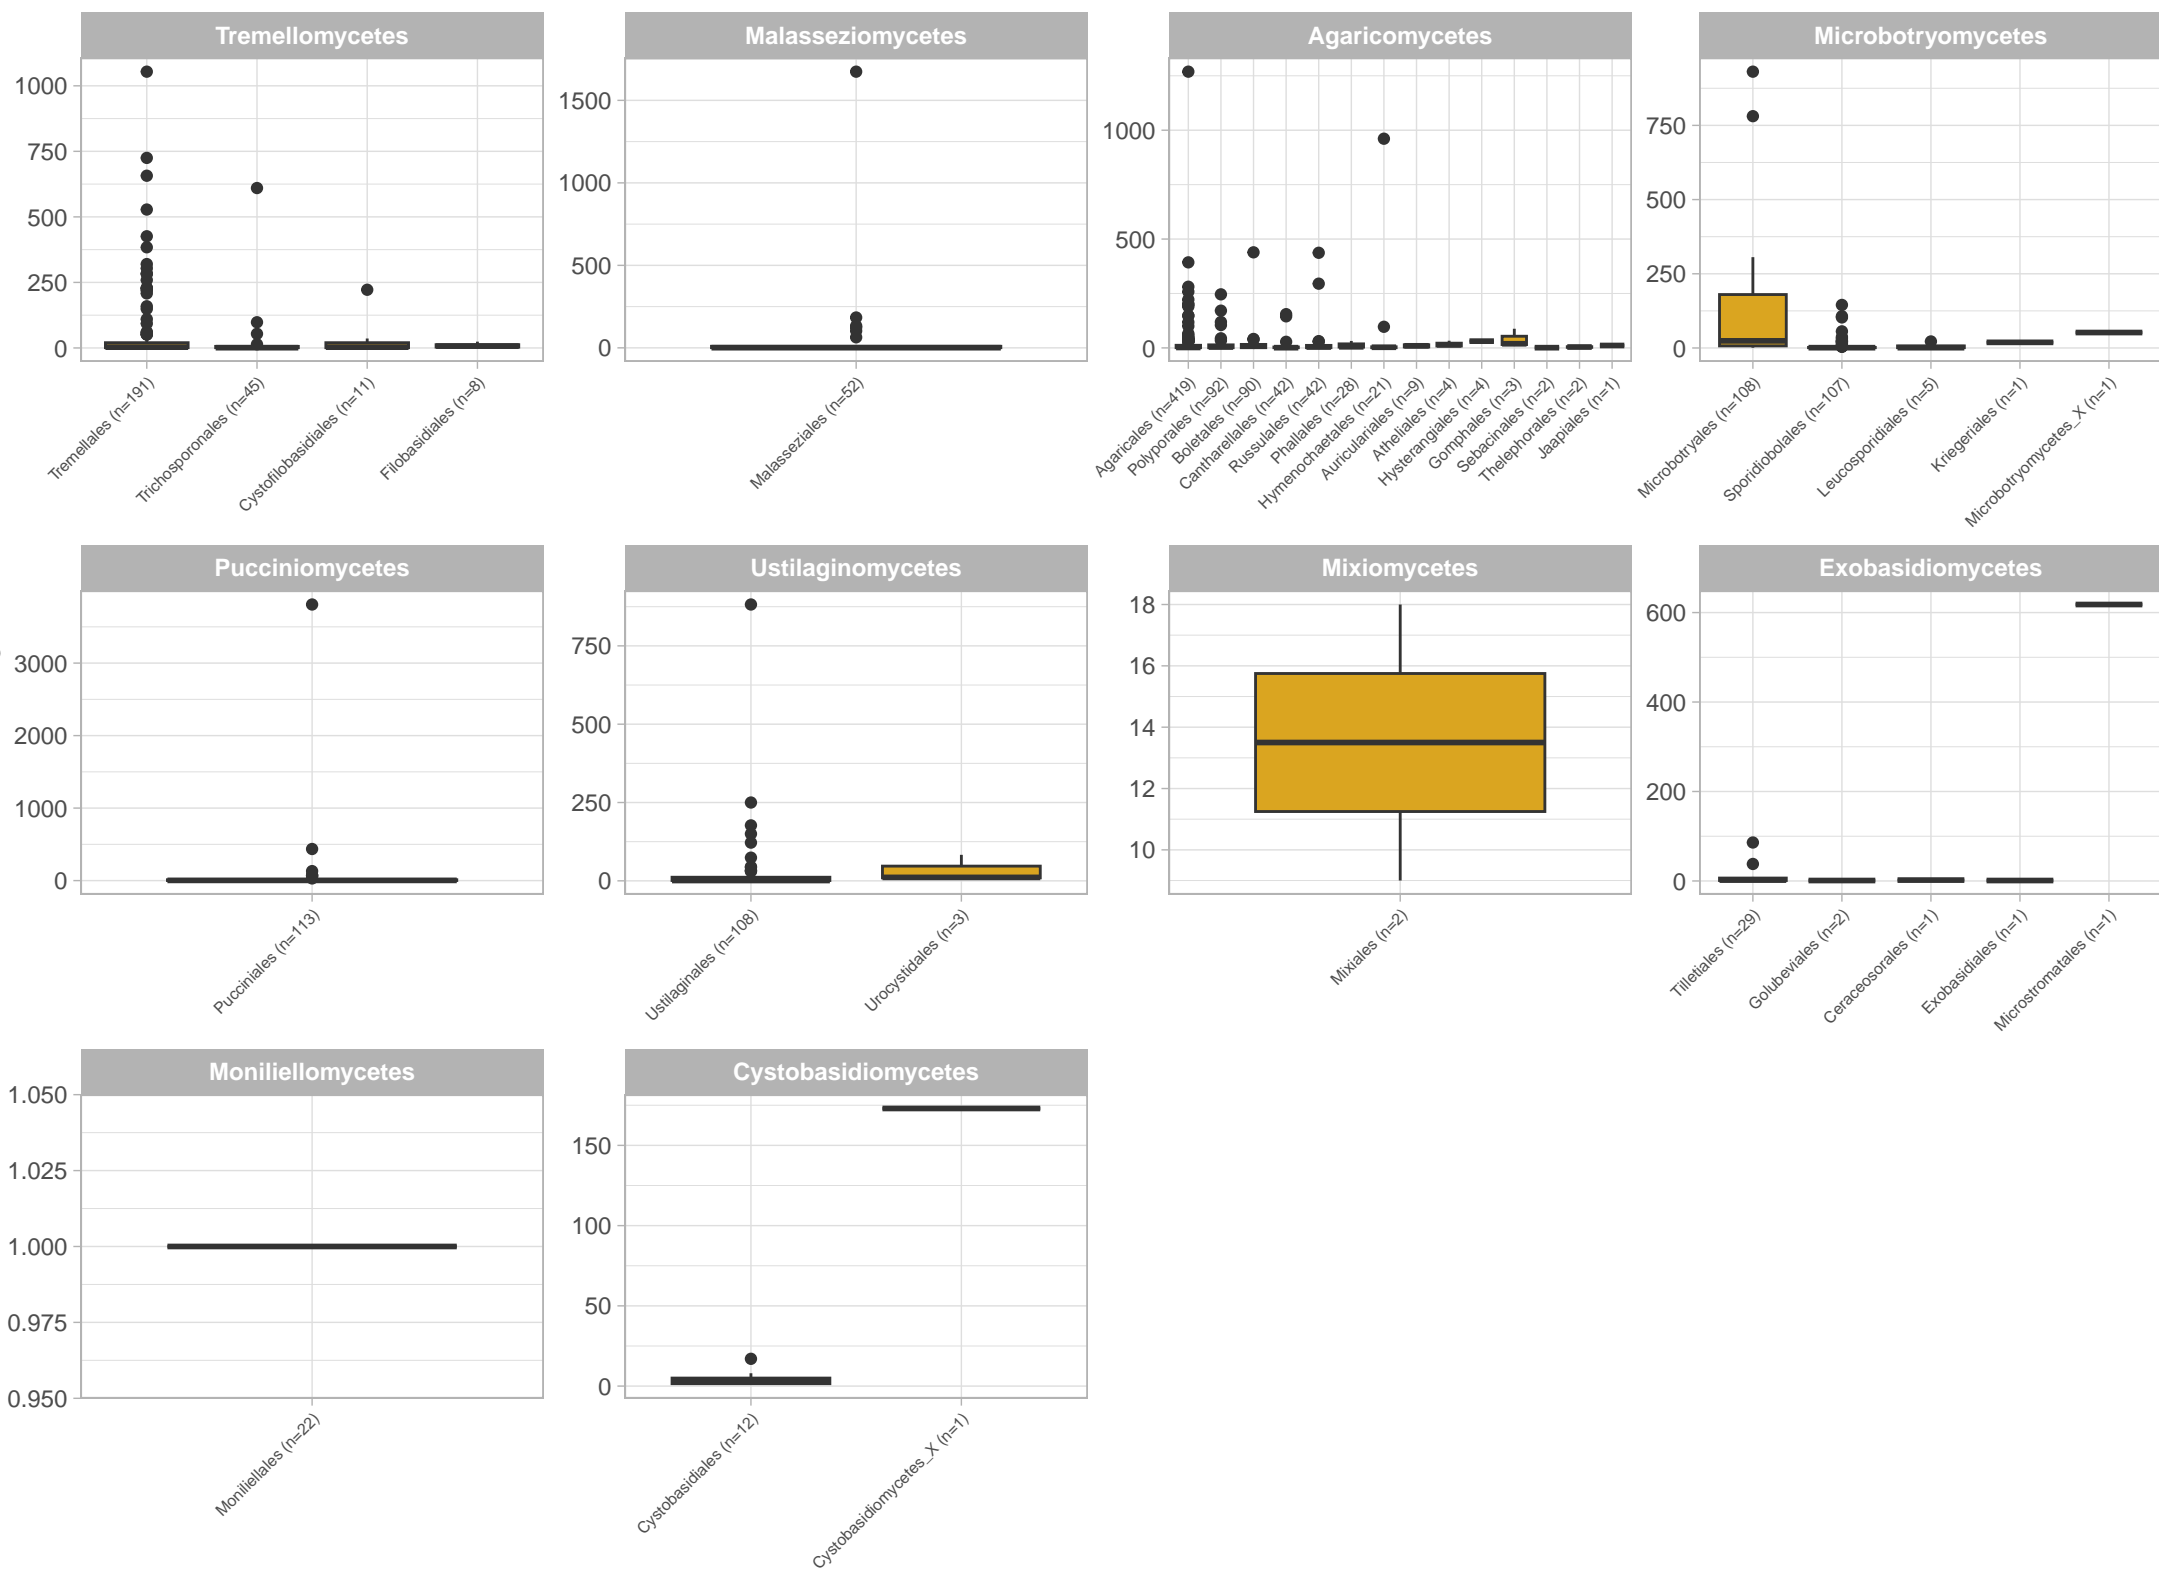 Tremellomycetes
1000
750
500
250
0
Tremellales (n=191)
Trichosporonales (n=45)
Cystofilobasidiales (n=11)
Filobasidiales (n=8)
Malasseziomycetes
1500
1000
500
0
Malasseziales (n=52)
Agaricomycetes
1000
500
0
Agaricales (n=419)
Polyporales (n=92)
Boletales (n=90)
Cantharellales (n=42)
Russulales (n=42)
Phallales (n=28)
Hymenochaetales (n=21)
Auriculariales (n=9)
Atheliales (n=4)
Hysterangiales (n=4)
Gomphales (n=3)
Sebacinales (n=2)
Thelephorales (n=2)
Jaapiales (n=1)
Microbotryomycetes
750
500
250
0
Microbotryales (n=108)
Sporidiobolales (n=107)
Leucosporidiales (n=5)
Kriegeriales (n=1)
Microbotryomycetes_X (n=1)
Pucciniomycetes
3000
2000
1000
0
Pucciniales (n=113)
Ustilaginomycetes
750
500
250
0
Ustilaginales (n=108)
Urocystidales (n=3)
Mixiomycetes
18
16
14
12
10
Mixiales (n=2)
Exobasidiomycetes
600
400
200
0
Tilletiales (n=29)
Golubeviales (n=2)
Ceraceosorales (n=1)
Exobasidiales (n=1)
Microstromatales (n=1)
Moniliellomycetes
1.050
1.025
1.000
0.975
0.950
Moniliellales (n=22)
Cystobasidiomycetes
150
100
50
0
Cystobasidiales (n=12)
Cystobasidiomycetes_X (n=1)